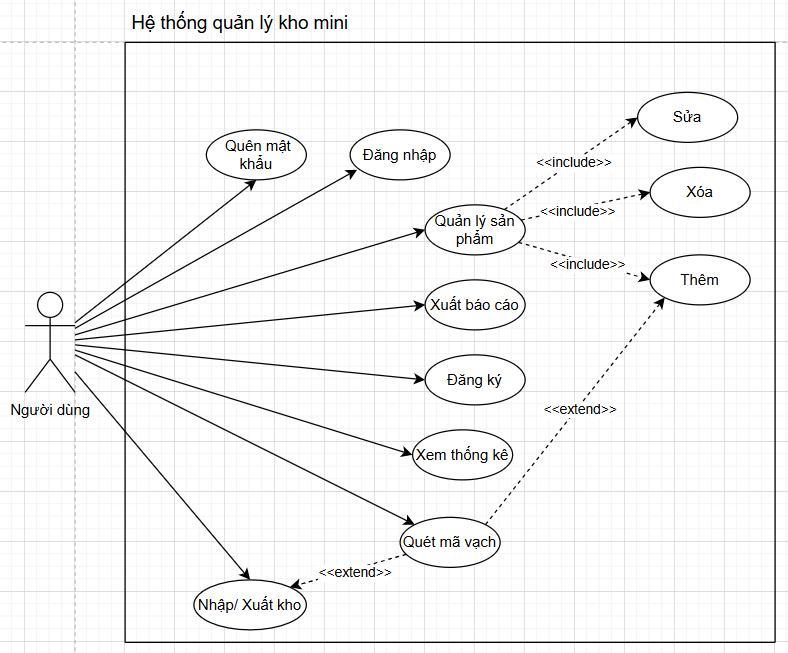 Hệ thống quản lý kho mini
Sửa
Quên mật
khẩu
Đăng nhập
<<include>>
Xóa
<<include>>
Quản lý sản
phẩm
<<include>>
Thêm
Xuất báo cáo
Đăng ký
Người dùng
<<extend>>
Xem thống kê
Quét mã vạch
<<extend>>
Nhập/ Xuất kho